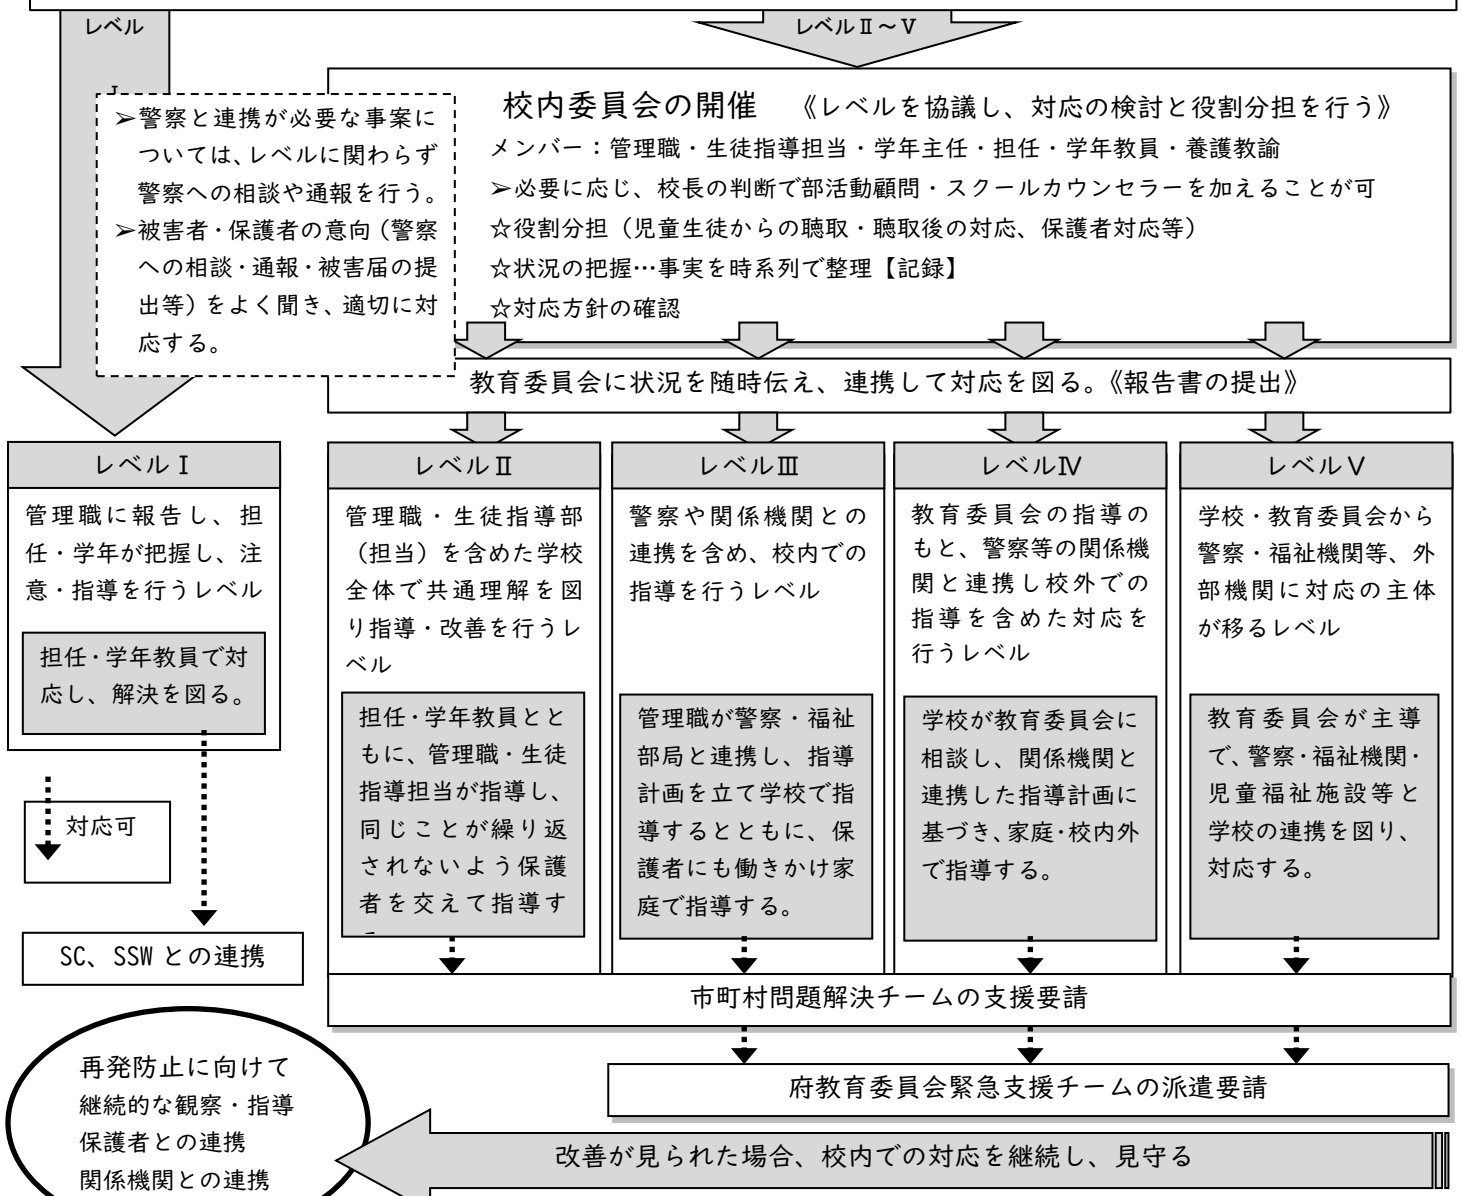 レベル
Ⅰ
レベルⅡ~Ⅴ
➢警察と連携が必要な事案に
ついては、レベルに関わらず
警察への相談や通報を行う。
➢被害者・保護者の意向(警察
への相談・通報・被害届の提
出等)をよく聞き、適切に対
応する。
校内委員会の開催 《レベルを協議し、対応の検討と役割分担を行う》
メンバー:管理職・生徒指導担当・学年主任・担任・学年教員・養護教諭
➢必要に応じ、校長の判断で部活動顧問・スクールカウンセラーを加えることが可
☆役割分担(児童生徒からの聴取・聴取後の対応、保護者対応等)
☆状況の把握…事実を時系列で整理【記録】
☆対応方針の確認
教育委員会に状況を随時伝え、連携して対応を図る。《報告書の提出》
レベルⅠ
管理職に報告し、担
任・学年が把握し、注
意・指導を行うレベル
担任・学年教員で対
応し、解決を図る。
対応可
SC、SSWとの連携
レベルⅡ
管理職・生徒指導部
(担当)を含めた学校
全体で共通理解を図
り指導・改善を行うレ
ベル
担任・学年教員とと
もに、管理職・生徒
指導担当が指導し、
同じことが繰り返
されないよう保護
者を交えて指導す
レベルⅢ
警察や関係機関との
連携を含め、校内での
指導を行うレベル
管理職が警察・福祉
部局と連携し、指導
計画を立て学校で指
導するとともに、保
護者にも働きかけ家
庭で指導する。
レベルⅣ
教育委員会の指導の
もと、警察等の関係機
関と連携し校外での
指導を含めた対応を
行うレベル
学校が教育委員会に
相談し、関係機関と
連携した指導計画に
基づき、家庭・校内外
で指導する。
レベルⅤ
学校・教育委員会から
警察・福祉機関等、外
部機関に対応の主体
が移るレベル
教育委員会が主導
で、警察・福祉機関・
児童福祉施設等と
学校の連携を図り、
対応する。
市町村問題解決チームの支援要請
府教育委員会緊急支援チームの派遣要請
改善が見られた場合、校内での対応を継続し、見守る
再発防止に向けて
継続的な観察・指導
保護者との連携
関係機関との連携